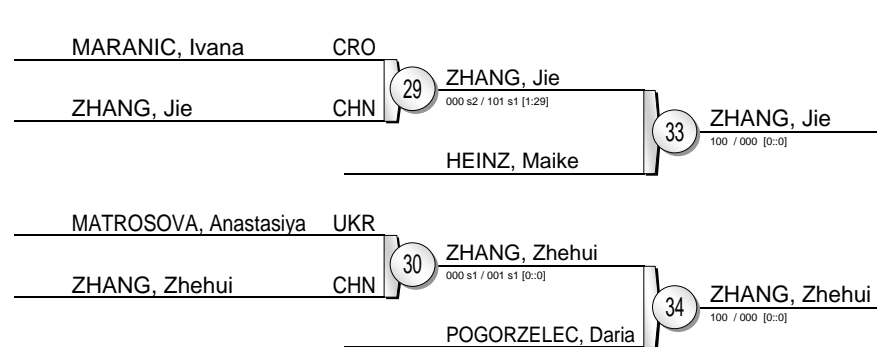 MARANIC, Ivana CRO
29
ZHANG, Jie
000 s2 / 101 s1 [1:29]
ZHANG, Jie CHN
33
ZHANG, Jie
100 / 000 [0::0]
HEINZ, Maike
MATROSOVA, Anastasiya UKR
30
ZHANG, Zhehui
000 s1 / 001 s1 [0::0]
ZHANG, Zhehui CHN
34
ZHANG, Zhehui
100 / 000 [0::0]
POGORZELEC, Daria